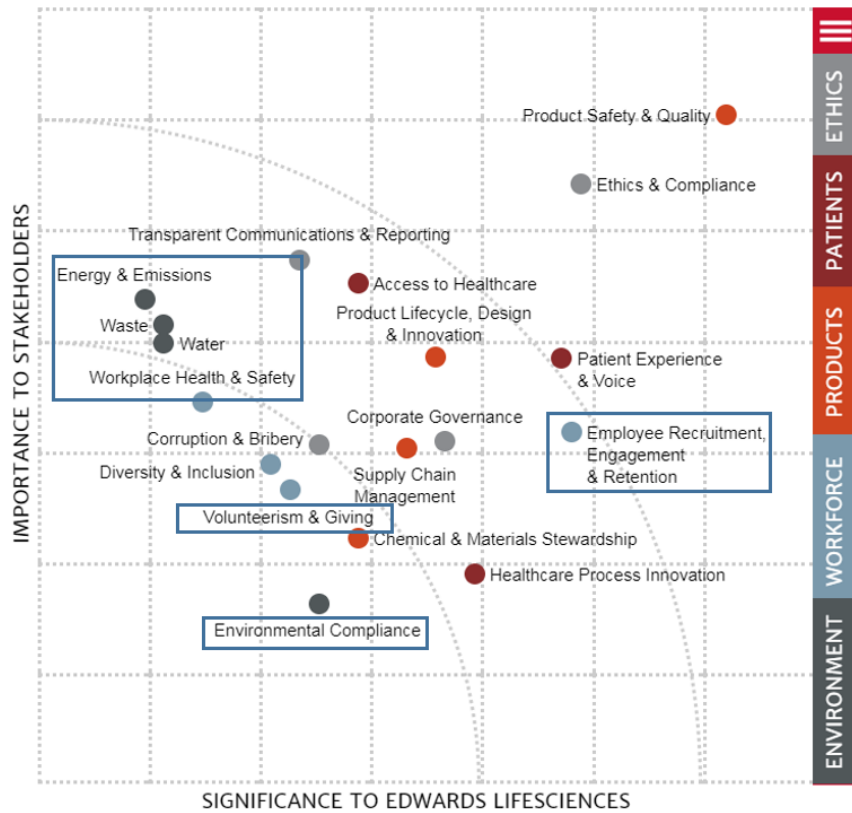 Product Safety & Quality
Ethics & Compliance
Transparent Communications & Reporting
Energy & Emissions
Access to Healthcare
Waste
Product Lifecycle, Design
& Innovation
Water
Patient Experience
& Voice
Workplace Health & Safety
Corporate Governance
Employee Recruitment,
Engagement
& Retention
Corruption & Bribery
Diversity & Inclusion
Supply Chain
Management
Volunteerism & Giving
Chemical & Materials Stewardship
Healthcare Process Innovation
Environmental Compliance
IMPORTANCE TO STAKEHOLDERS
SIGNIFICANCE TO EDWARDS LIFESCIENCES
ETHICS
PATIENTS
PRODUCTS
WORKFORCE
ENVIRONMENT